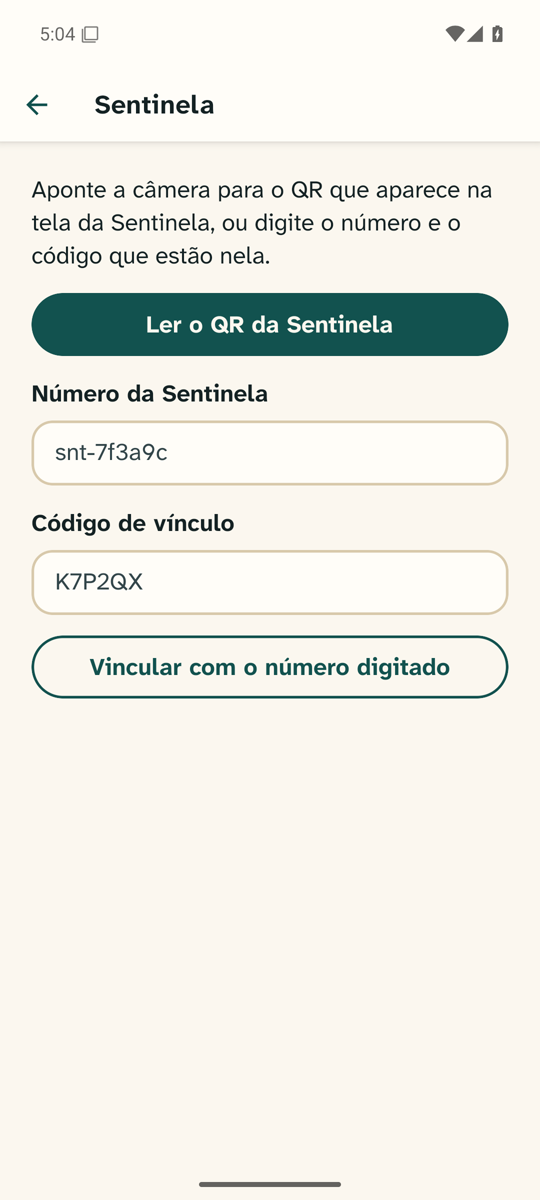 5:04
Sentinela
Aponte a câmera para o QR que aparece na
tela da Sentinela, ou digite o número e o
código que estão nela.
Ler o QR da Sentinela
Número da Sentinela
snt-7f3a9c
Código de vínculo
K7P2QX
Vincular com o número digitado